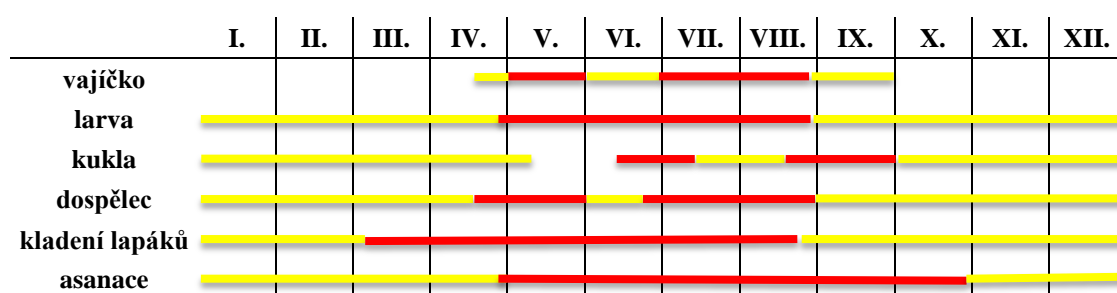 I. II. III. IV. V. VI. VII. VIII. IX. X. XI. XII.
vajíčko
larva
kukla
dospělec
kladení lapáků
asanace